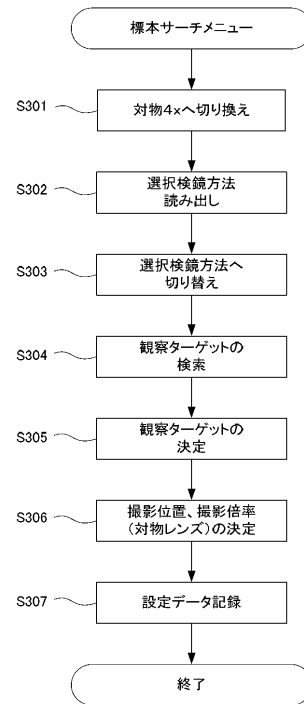 標本サーチメニュー
S301
対物4xへ切り換え
S302
選択検鏡方法
読み出し
S303
選択検鏡方法へ
切り替え
S304
観察ターゲットの
検索
S305
観察ターゲットの
決定
S306
撮影位置、撮影倍率
(対物レンズ)の決定
S307
設定データ記録
終了